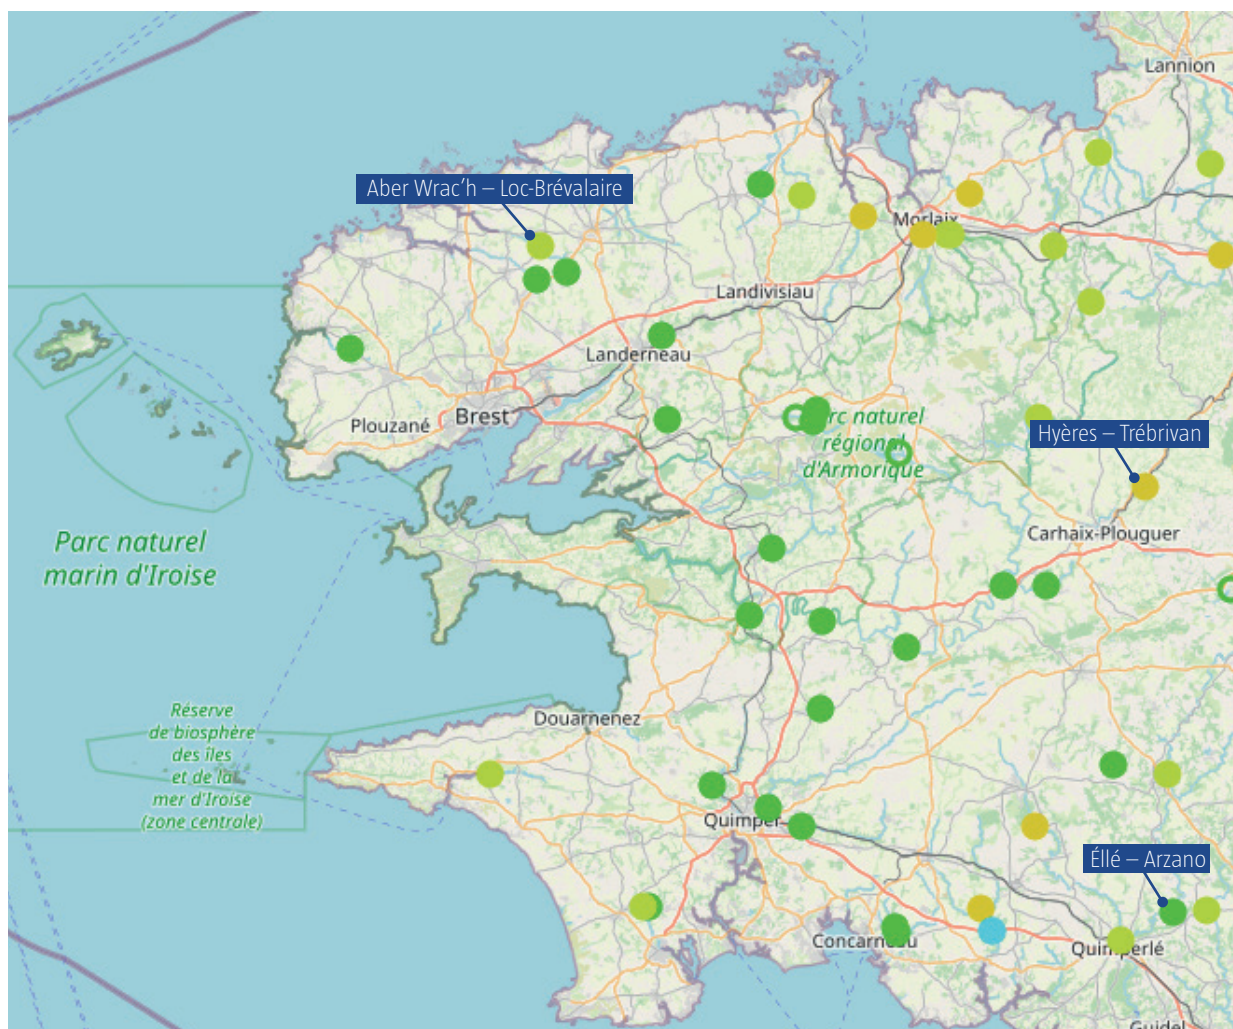 Lannion
Aber Wrac’h – Loc-Brévalaire
Morlaix
Landivisiau
Landerneau
Plouzané
Brest
Parc naturel
régional
d'Armorique
Hyères – Trébrivan
Carhaix-Plouguer
Parc naturel
marin d'Iroise
Réserve
de biosphère
des îles
et de la
mer d'Iroise
(zone centrale)
Douarnenez
Quimper
Éllé – Arzano
Concarneau
Quimperlé
Guidel